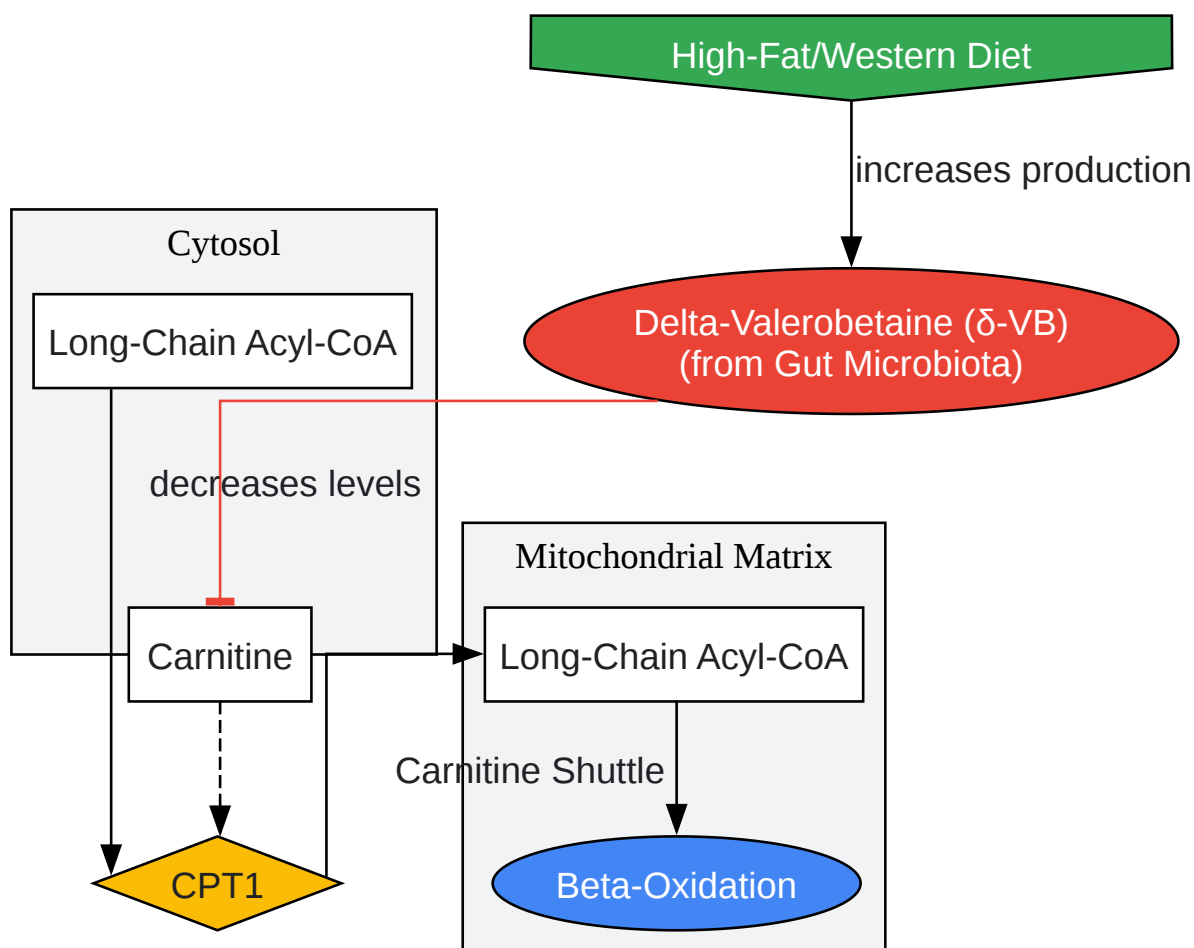 High-Fat/Western Diet
increases production
Cytosol
Long-Chain Acyl-CoA
Delta-Valerobetaine (δ-VB)
(from Gut Microbiota)
decreases levels
Mitochondrial Matrix
Carnitine
Long-Chain Acyl-CoA
Carnitine Shuttle
CPT1
Beta-Oxidation